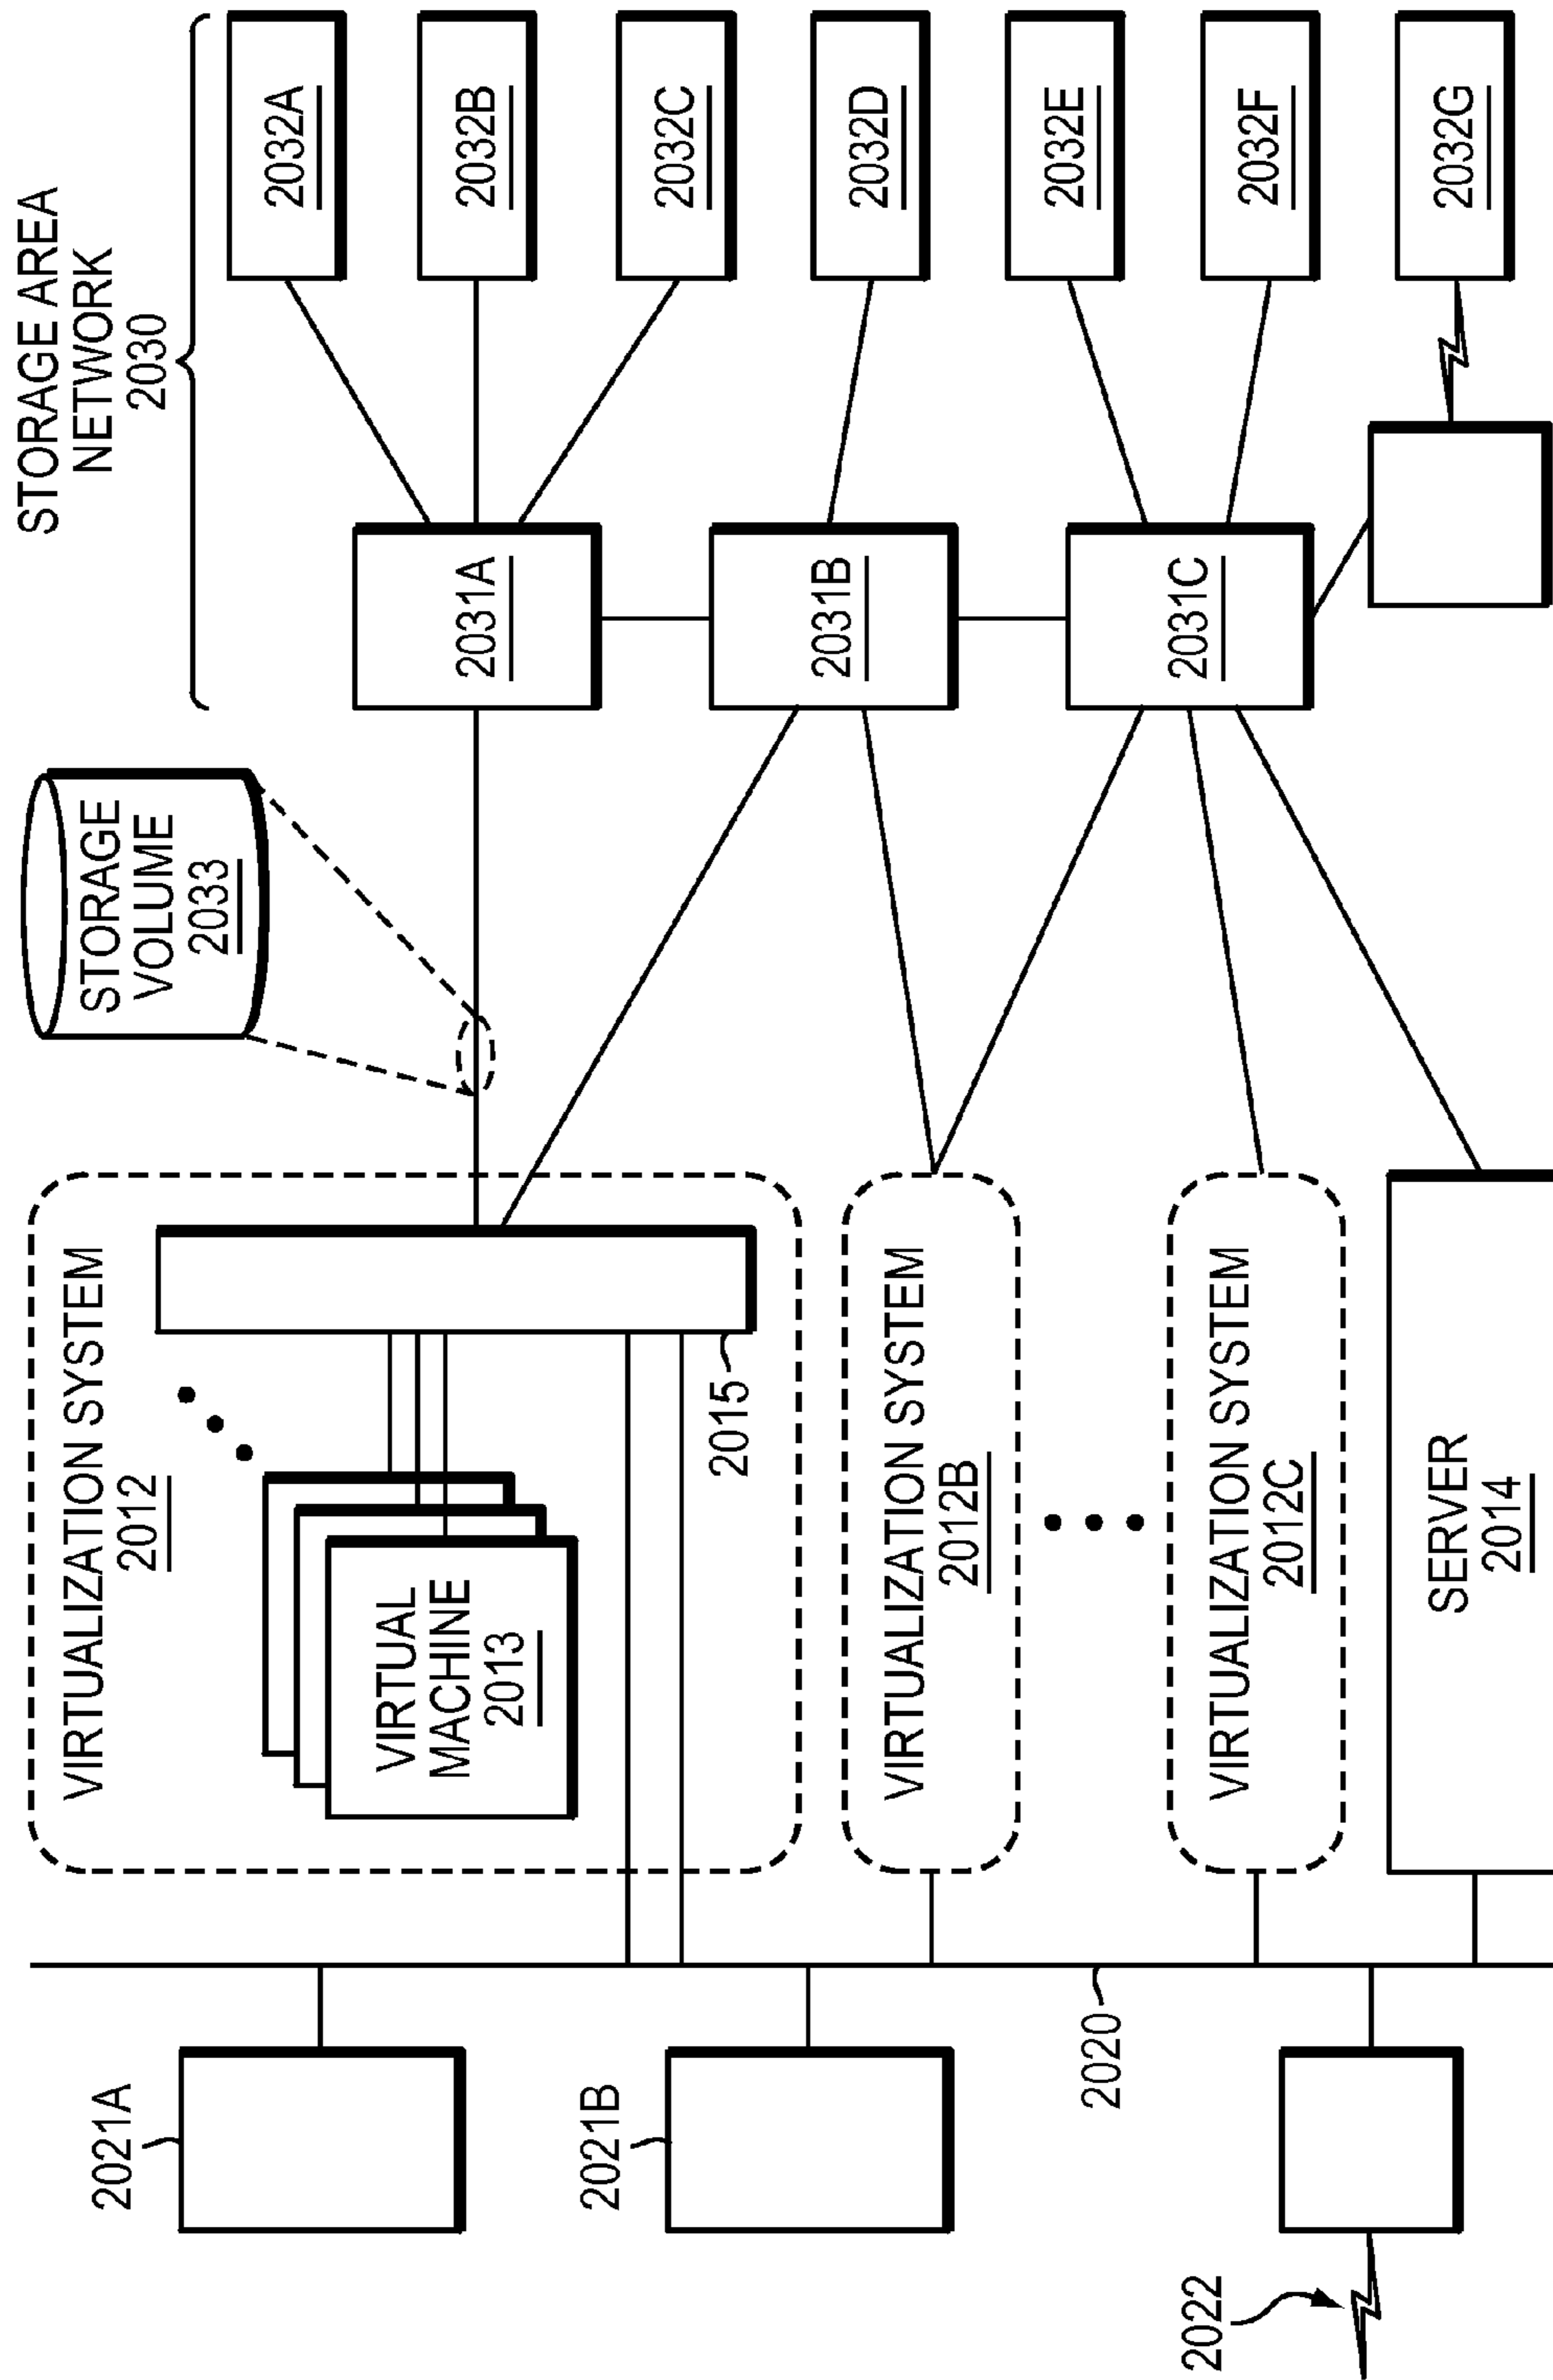 STORAGE AREA
NETWORK
2030
STORAGE
VOLUME
2033
2032A
2032B
2032C
2032D
2032E
2032F
2032G
2031A
2031B
2031C
VIRTUALIZATION SYSTEM
2012
VIRTUAL
MACHINE
2013
2015
VIRTUALIZATION SYSTEM
2012B
VIRTUALIZATION SYSTEM
2012C
SERVER
2014
2021A
2021B
2020
2022